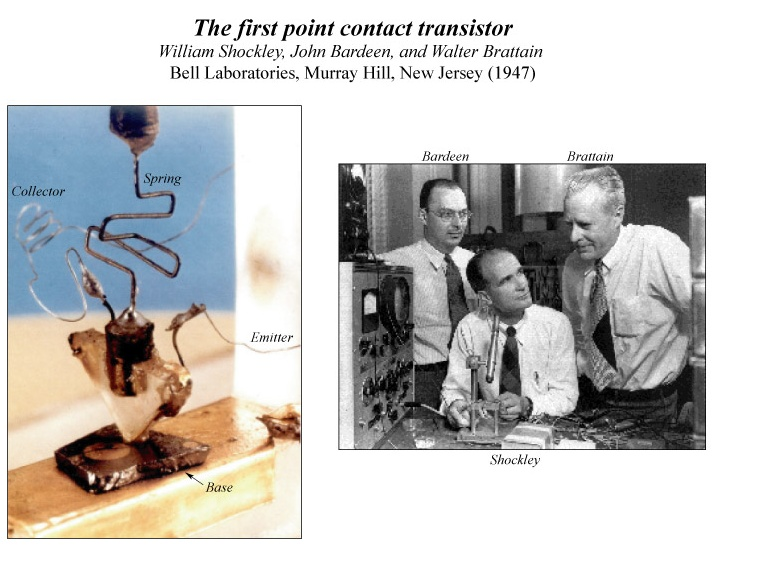 The first point contact transistor
William Shockley, John Bardeen, and Walter Brattain
Bell Laboratories, Murray Hill, New Jersey (1947)
Collector
Spring
Emitter
Base
Bardeen
Brattain
Shockley